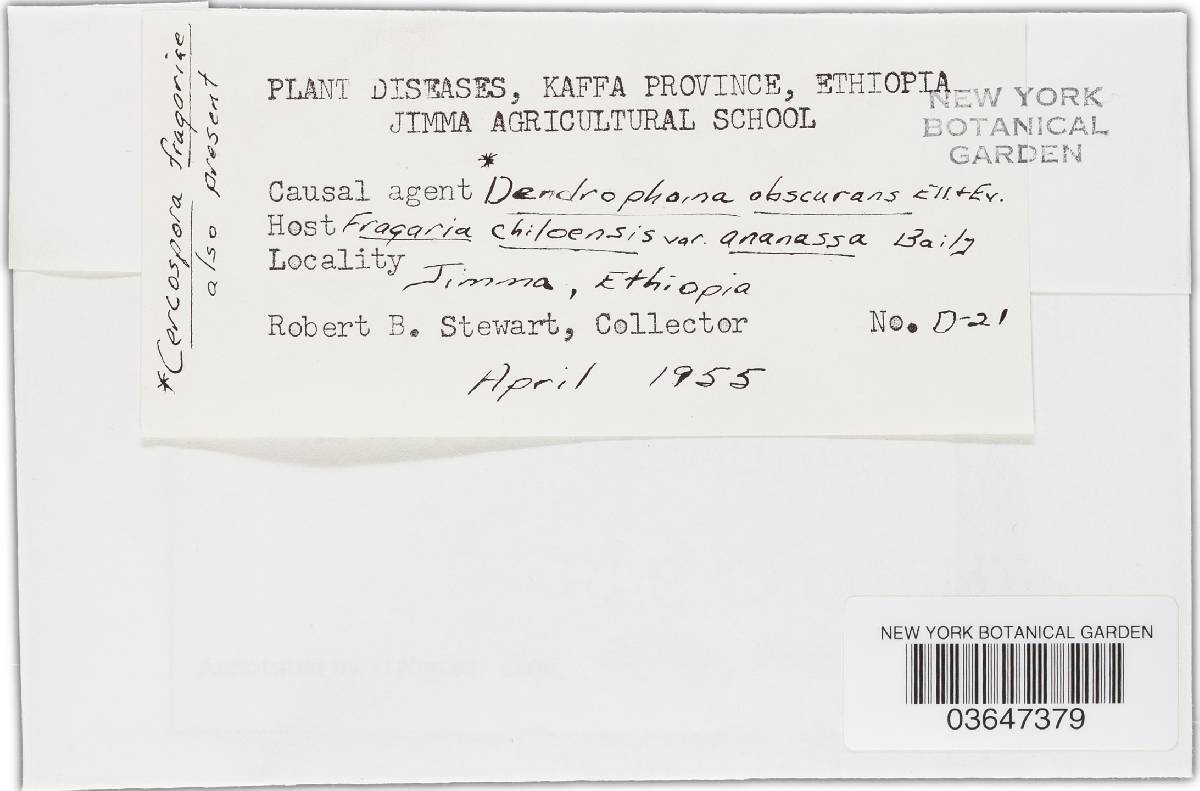 PLANT DISEASES, KAFFA PROVINCE, ETHIOPIA
JIMMA AGRICULTURAL SCHOOL
NEW YORK
BOTANICAL
GARDEN
*
Causal agent Dendrophoma obscurans Ell.+Ev.
Host Fragaria chiloensis var. ananassa Baily
Locality Jimma, Ethiopia
Robert B. Stewart, Collector No. D-21
April 1955
*Cercospora fragariae
also present
NEW YORK BOTANICAL GARDEN
03647379